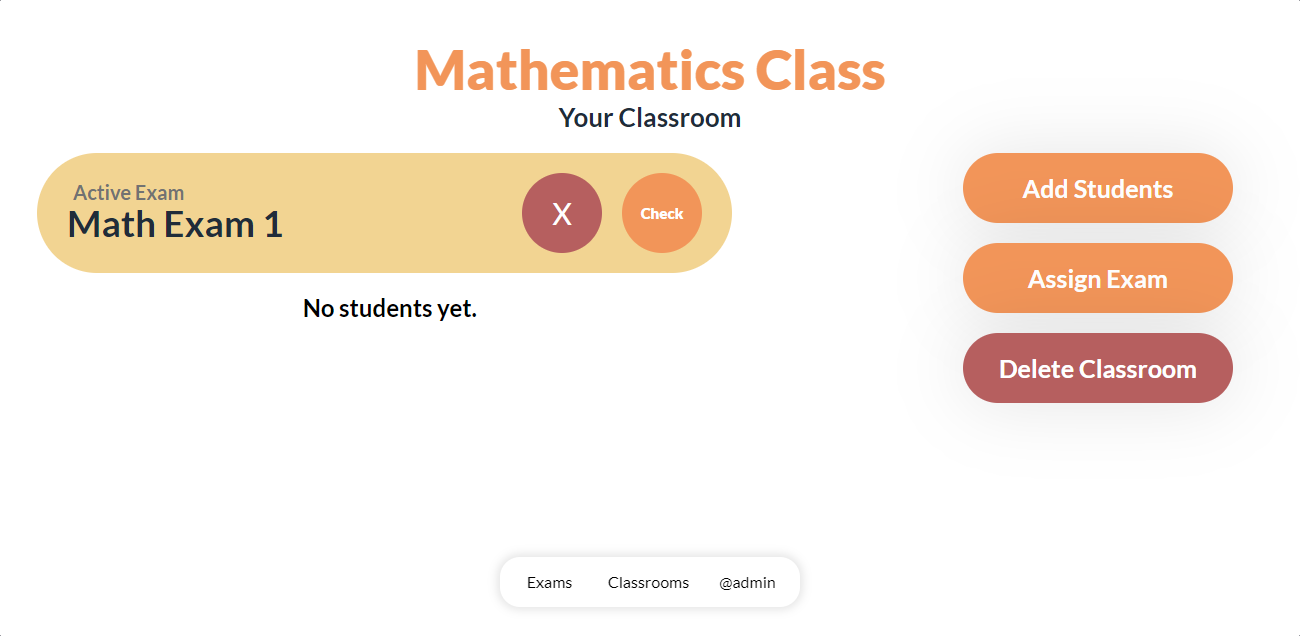 Mathematics Class
Your Classroom
Active Exam
Math Exam 1
X
Check
No students yet.
Add Students
Assign Exam
Delete Classroom
Exams
Classrooms
@admin